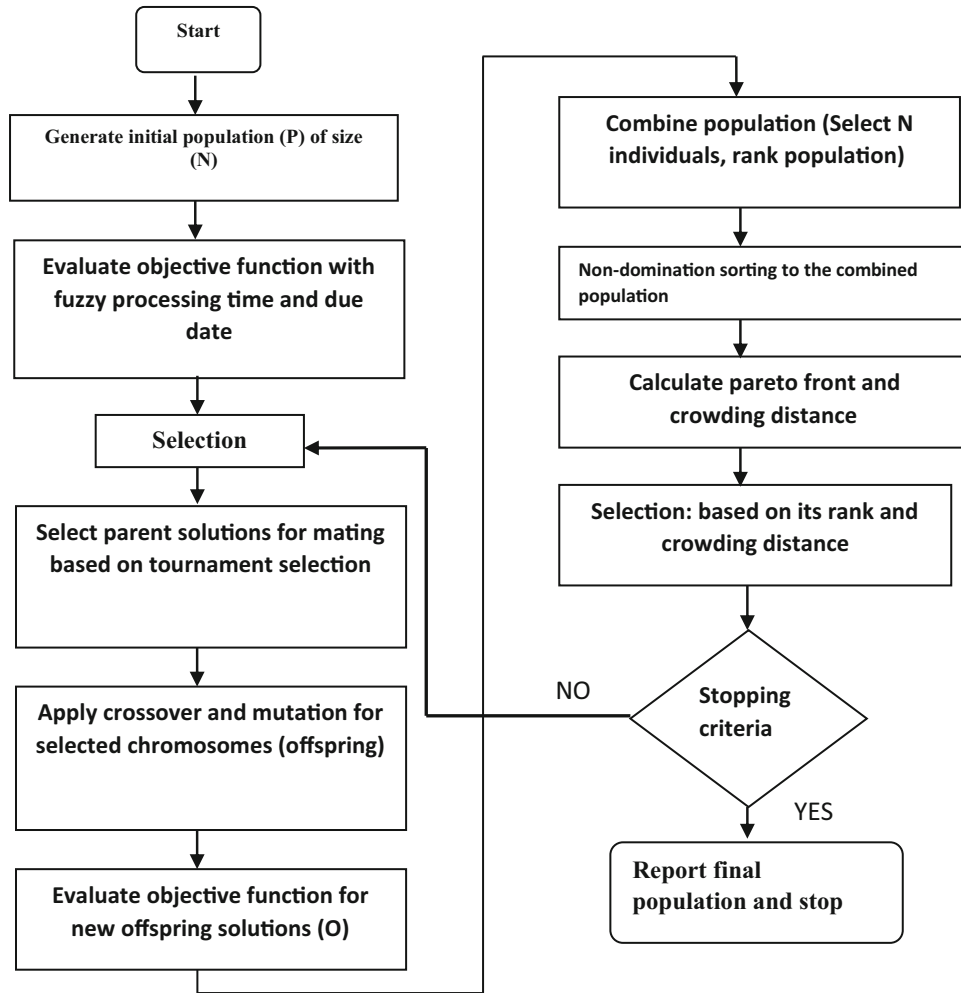 Start
Generate initial population (P) of size
(N)
Evaluate objective function with
fuzzy processing time and due
date
Selection
Select parent solutions for mating
based on tournament selection
Apply crossover and mutation for
selected chromosomes (offspring)
Evaluate objective function for
new offspring solutions (O)
Combine population (Select N
individuals, rank population)
Non-domination sorting to the combined
population
Calculate pareto front and
crowding distance
Selection: based on its rank and
crowding distance
Stopping
criteria
NO
YES
Report final
population and stop